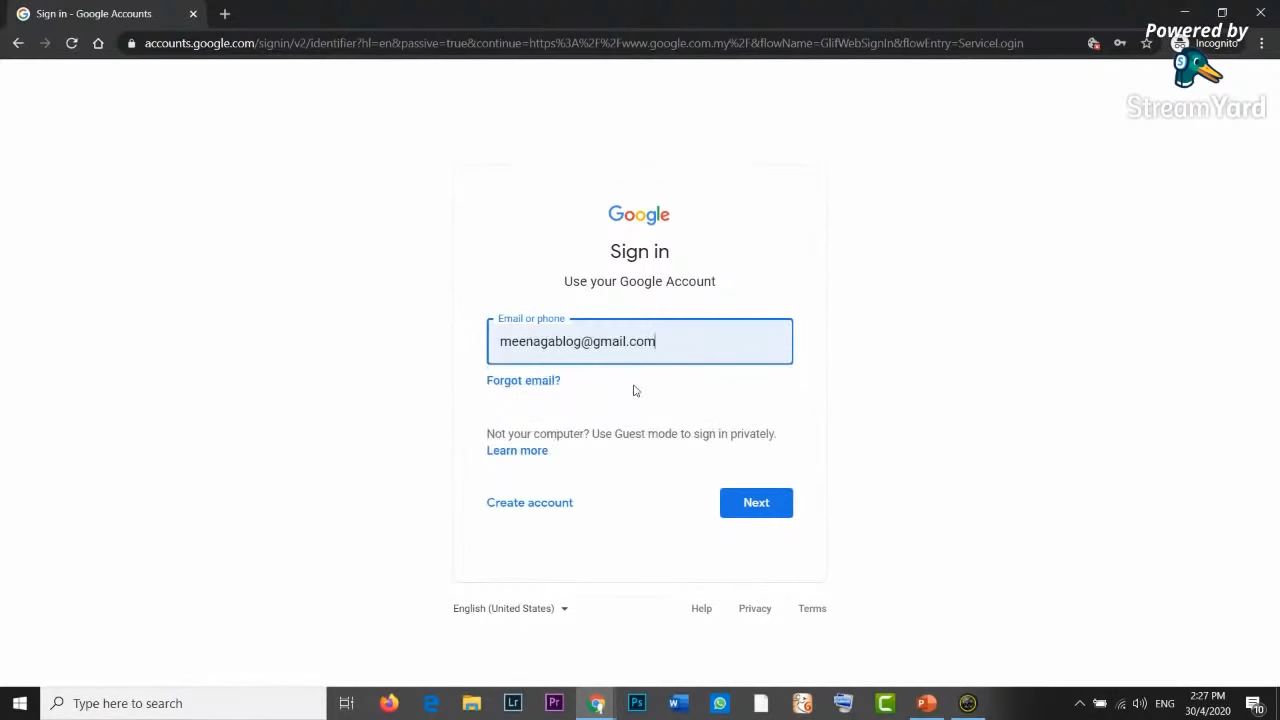 Sign in - Google Accounts
accounts.google.com/signin/v2/identifier?hl=en&passive=true&continue=https%3A%2F%2Fwww.google.com.my%2F&flowName=GlifWebSignIn&flowEntry=ServiceLogin
Incognito
Powered by
S
StreamYard
Google
Sign in
Use your Google Account
Email or phone
meenagablog@gmail.com
Forgot email?
Not your computer? Use Guest mode to sign in privately.
Learn more
Create account
Next
English (United States)
Help
Privacy
Terms
Type here to search
Lr
Pr
Ps
W
C
P
ENG
2:27 PM
30/4/2020
10